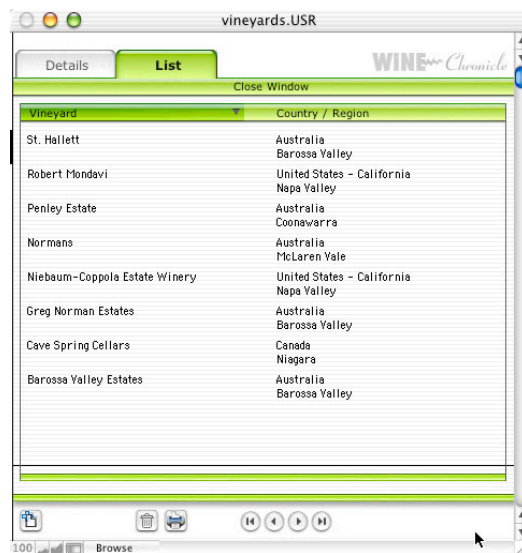 vineyards.USR
Details
List
WINE Chronicle
Close Window
Vineyard Country / Region
St. Hallett Australia
Barossa Valley
Robert Mondavi United States - California
Napa Valley
Penley Estate Australia
Coonawarra
Normans Australia
McLaren Vale
Niebaum-Coppola Estate Winery United States - California
Napa Valley
Greg Norman Estates Australia
Barossa Valley
Cave Spring Cellars Canada
Niagara
Barossa Valley Estates Australia
Barossa Valley
100 Browse